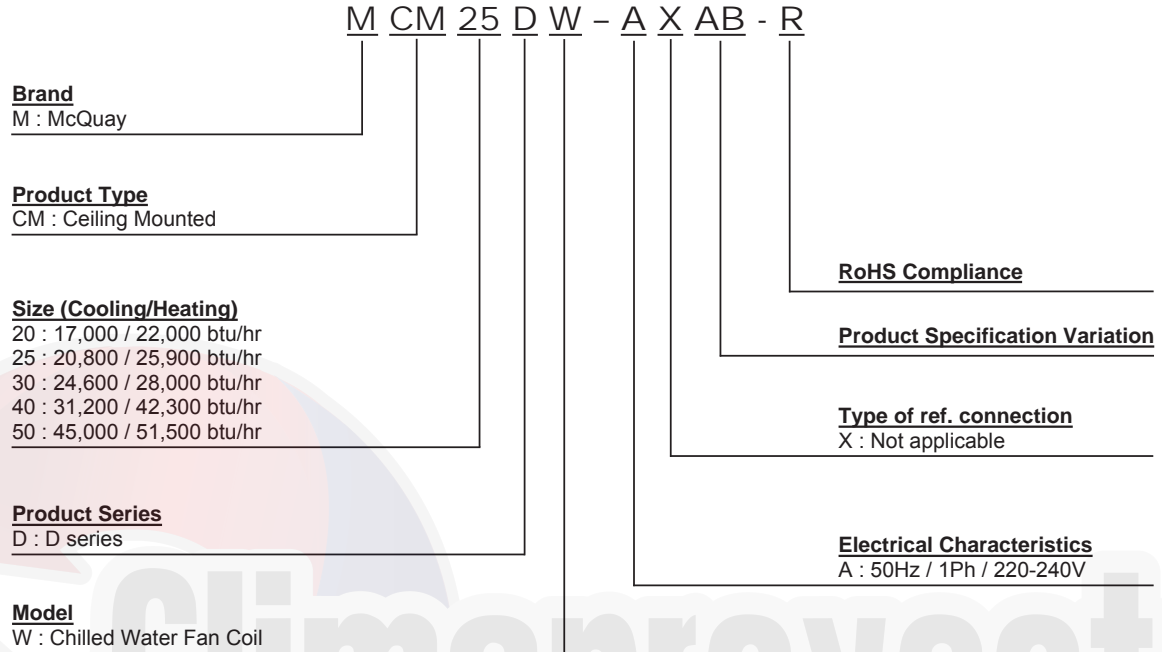 M CM 25 D W – A X AB - R
Brand
M : McQuay
Product Type
CM : Ceiling Mounted
Size (Cooling/Heating)
20 : 17,000 / 22,000 btu/hr
25 : 20,800 / 25,900 btu/hr
30 : 24,600 / 28,000 btu/hr
40 : 31,200 / 42,300 btu/hr
50 : 45,000 / 51,500 btu/hr
Product Series
D : D series
Model
W : Chilled Water Fan Coil
RoHS Compliance
Product Specification Variation
Type of ref. connection
X : Not applicable
Electrical Characteristics
A : 50Hz / 1Ph / 220-240V